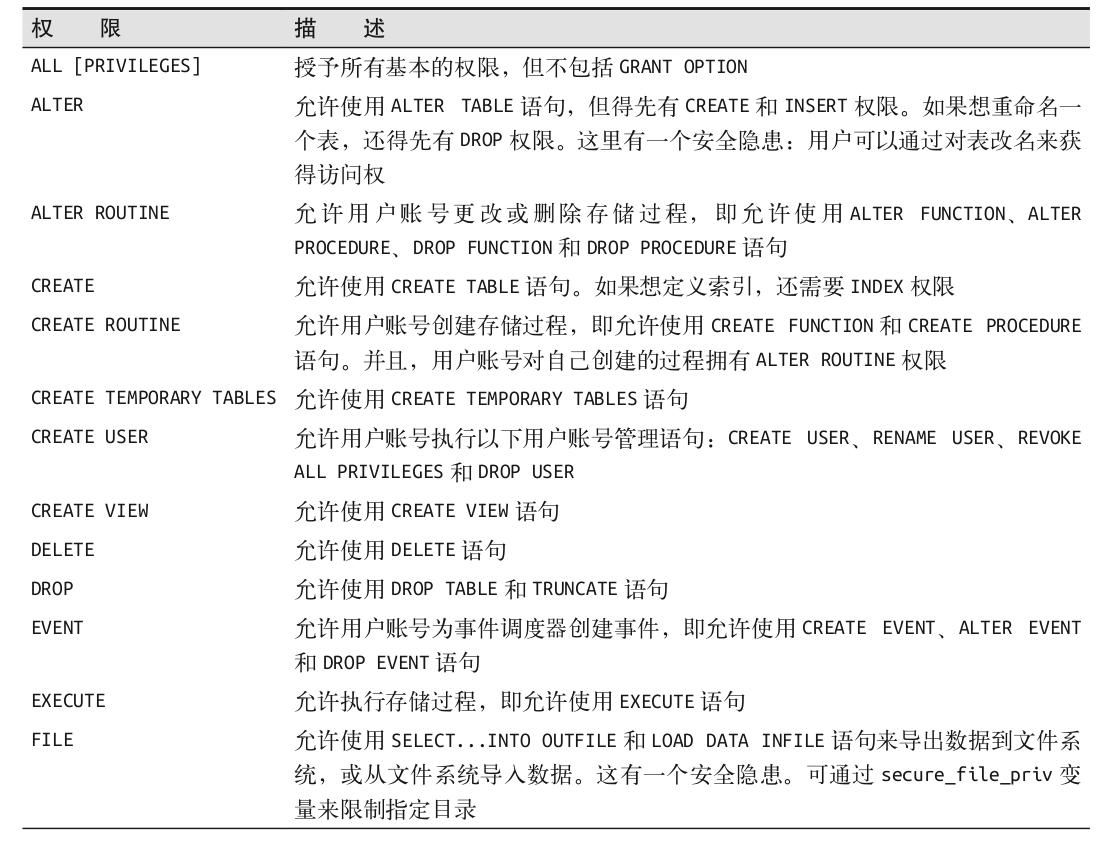 权 限 描 述
ALL [PRIVILEGES] 授予所有基本的权限，但不包括 GRANT OPTION
ALTER 允许使用 ALTER TABLE 语句，但得先有 CREATE 和 INSERT 权限。如果想重命名一
个表，还得先有 DROP 权限。这里有一个安全隐患：用户可以通过对表改名来获
得访问权
ALTER ROUTINE 允许用户账号更改或删除存储过程，即允许使用 ALTER FUNCTION、ALTER
PROCEDURE、DROP FUNCTION 和 DROP PROCEDURE 语句
CREATE 允许使用 CREATE TABLE 语句。如果想定义索引，还需要 INDEX 权限
CREATE ROUTINE 允许用户账号创建存储过程，即允许使用 CREATE FUNCTION 和 CREATE PROCEDURE
语句。并且，用户账号对自己创建的过程拥有 ALTER ROUTINE 权限
CREATE TEMPORARY TABLES 允许使用 CREATE TEMPORARY TABLES 语句
CREATE USER 允许用户账号执行以下用户账号管理语句：CREATE USER、RENAME USER、REVOKE
ALL PRIVILEGES 和 DROP USER
CREATE VIEW 允许使用 CREATE VIEW 语句
DELETE 允许使用 DELETE 语句
DROP 允许使用 DROP TABLE 和 TRUNCATE 语句
EVENT 允许用户账号为事件调度器创建事件，即允许使用 CREATE EVENT、ALTER EVENT
和 DROP EVENT 语句
EXECUTE 允许执行存储过程，即允许使用 EXECUTE 语句
FILE 允许使用 SELECT...INTO OUTFILE 和 LOAD DATA INFILE 语句来导出数据到文件系
统，或从文件系统导入数据。这有一个安全隐患。可通过 secure_file_priv 变
量来限制指定目录